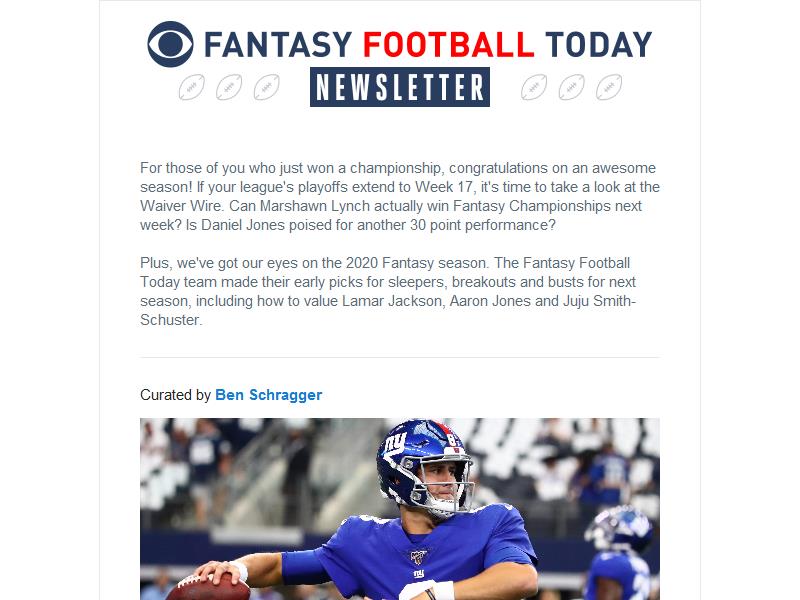 FANTASY FOOTBALL TODAY
NEWSLETTER
For those of you who just won a championship, congratulations on an awesome
season! If your league's playoffs extend to Week 17, it's time to take a look at the
Waiver Wire. Can Marshawn Lynch actually win Fantasy Championships next
week? Is Daniel Jones poised for another 30 point performance?
Plus, we've got our eyes on the 2020 Fantasy season. The Fantasy Football
Today team made their early picks for sleepers, breakouts and busts for next
season, including how to value Lamar Jackson, Aaron Jones and Juju Smith-
Schuster.
Curated by Ben Schragger
ny
8
ny